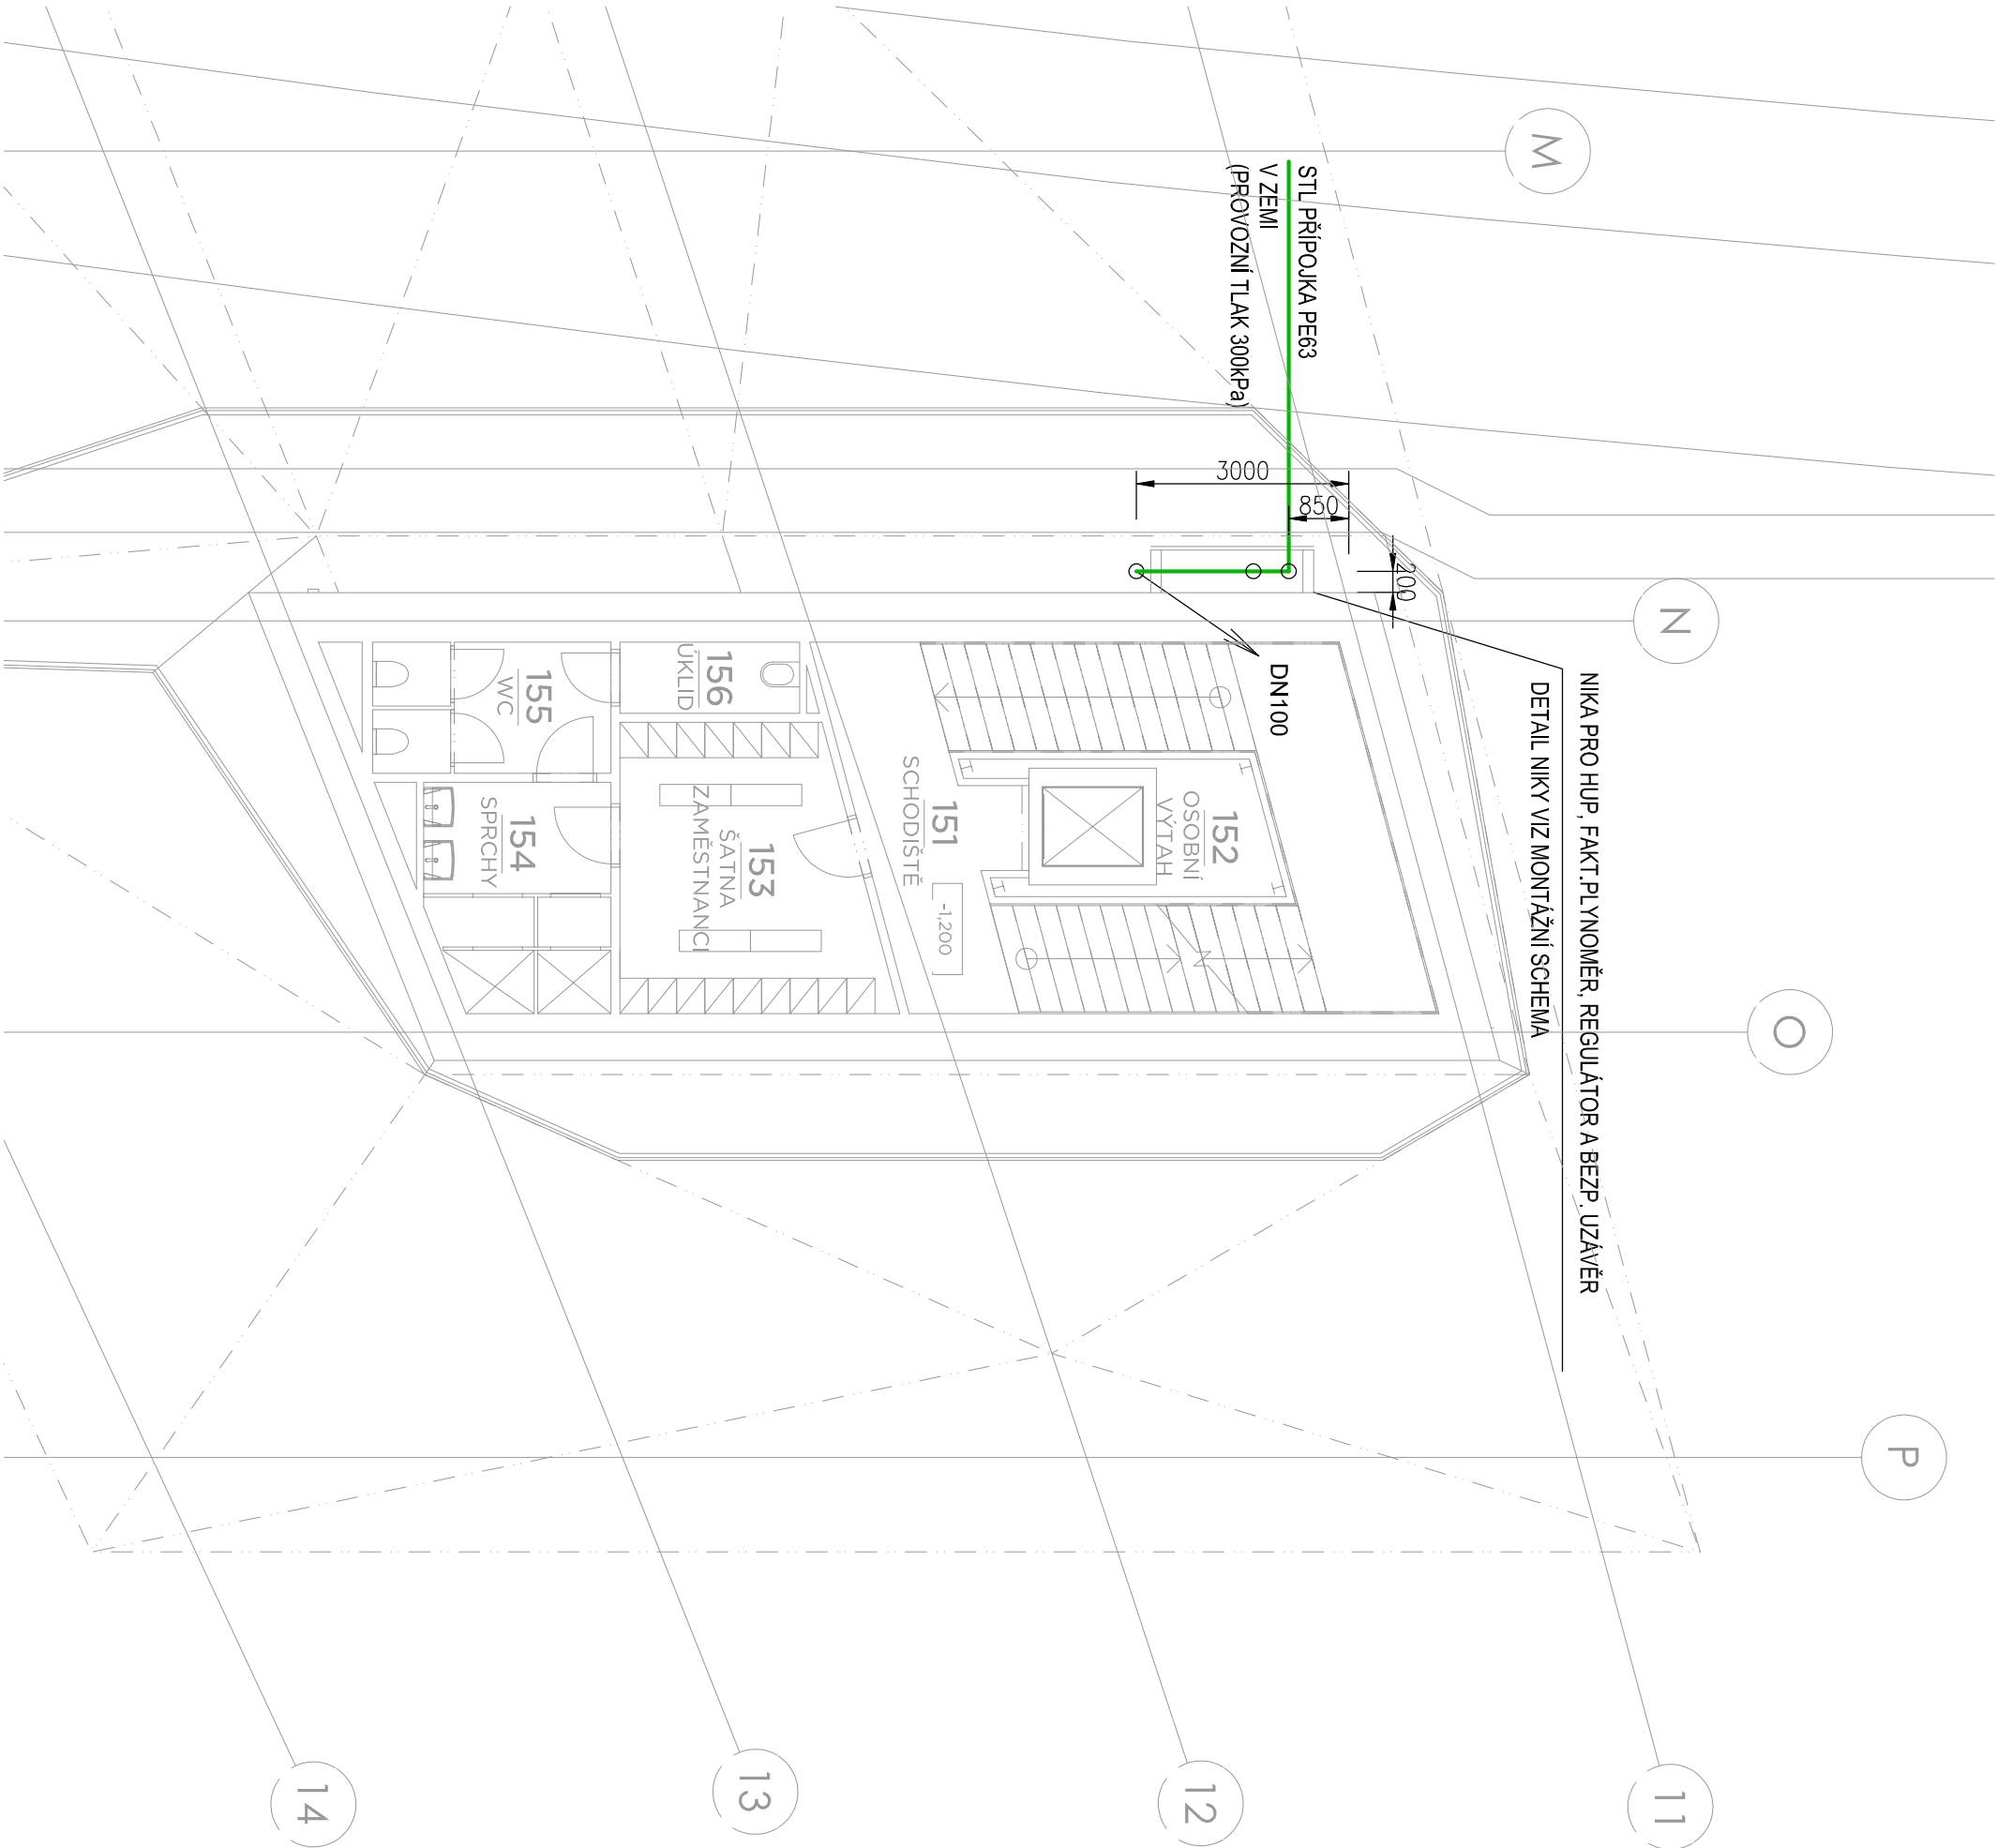 M
STL PŘÍPOJKA PE63
V ZEMI
(PROVOZNÍ TLAK 300kPa)
3000
850
200
N
DN100
NIKA PRO HUP, FAKT.PLYNOMĚR, REGULÁTOR A BEZP. UZÁVĚR
DETAIL NIKY VIZ MONTÁŽNÍ SCHEMA
156
ÚKLID
155
WC
154
SPRCHY
153
ŠATNA
ZAMĚSTNANCI
151
SCHODIŠTĚ
-1,200
152
OSOBNÍ
VÝTAH
O
P
14
13
12
11